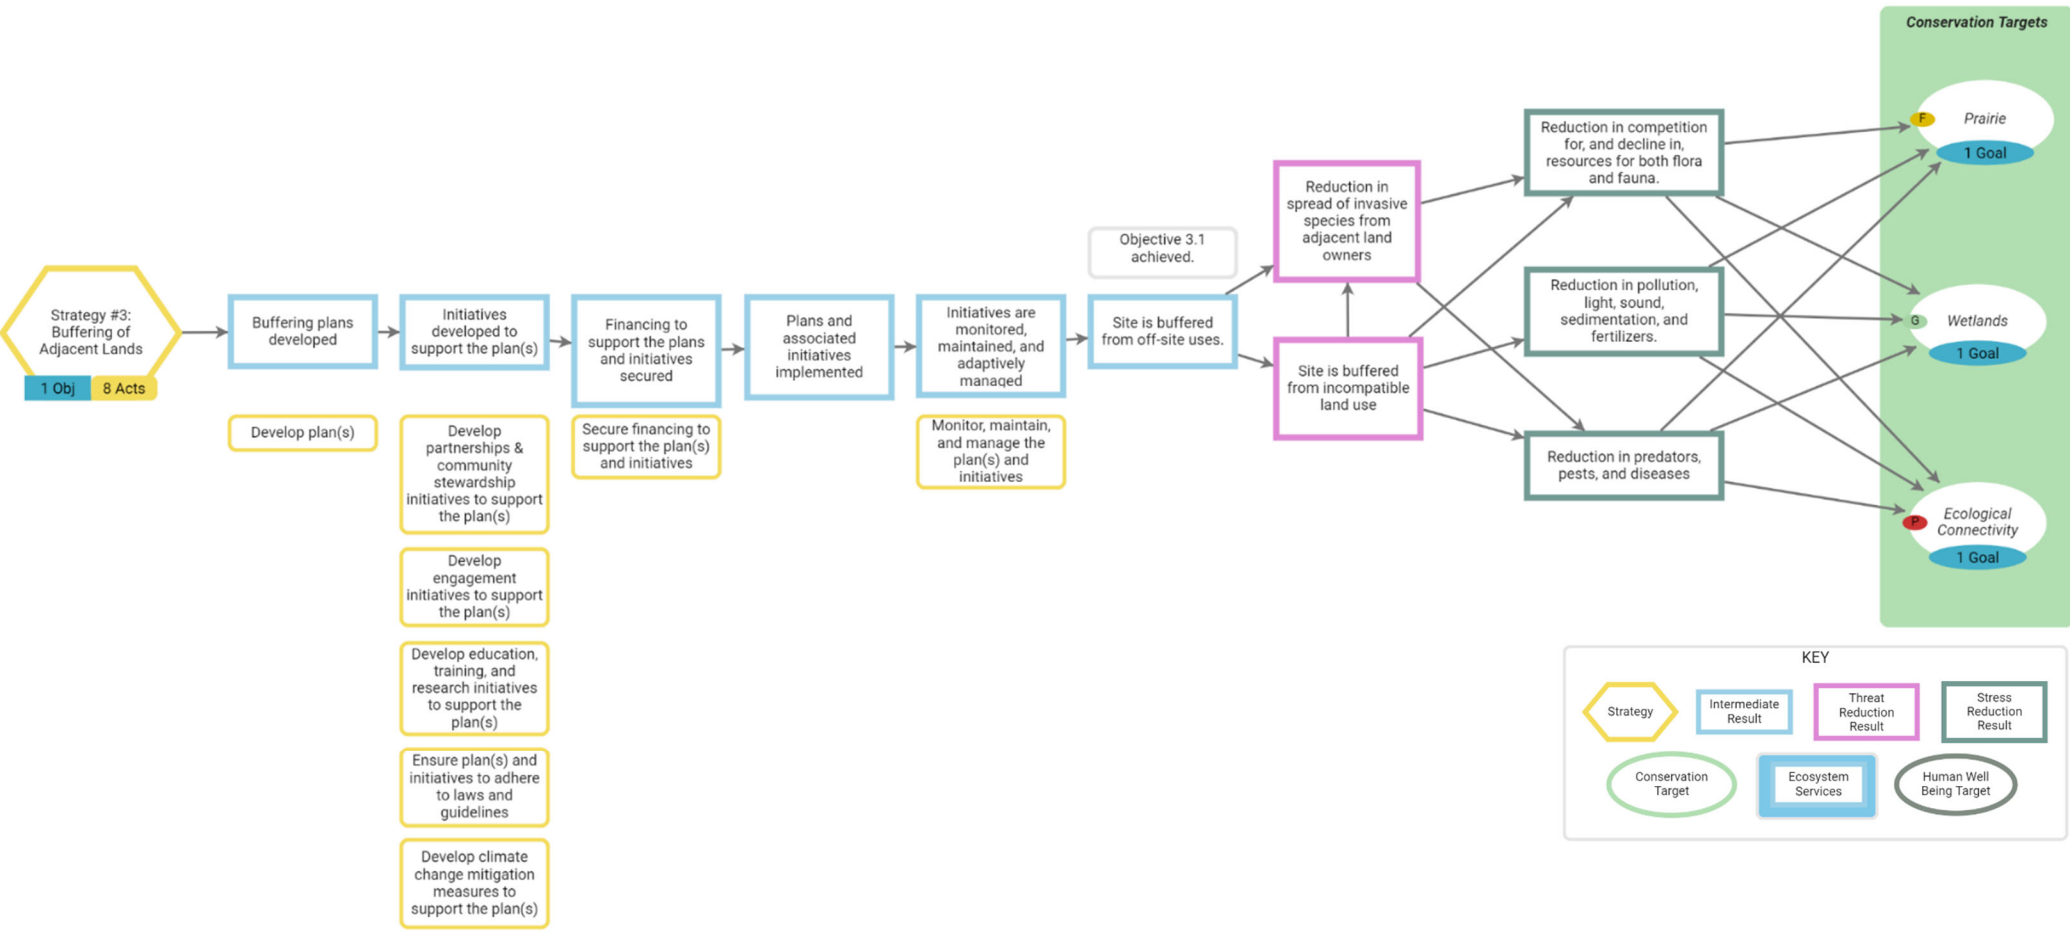 Conservation Targets
Strategy #3:
Buffering of
Adjacent Lands
1 Obj
8 Acts
Buffering plans
developed
Develop plan(s)
Initiatives
developed to
support the plan(s)
Develop
partnerships &
community
stewardship
initiatives to support
the plan(s)
Develop
engagement
initiatives to support
the plan(s)
Develop education,
training, and
research initiatives
to support the
plan(s)
Ensure plan(s) and
initiatives to adhere
to laws and
guidelines
Develop climate
change mitigation
measures to
support the plan(s)
Financing to
support the plans
and initiatives
secured
Secure financing to
support the plan(s)
and initiatives
Plans and
associated
initiatives
implemented
Initiatives are
monitored,
maintained, and
adaptively
managed
Monitor, maintain,
and manage the
plan(s) and
initiatives
Objective 3.1
achieved.
Site is buffered
from off-site uses.
Reduction in
spread of invasive
species from
adjacent land
owners
Site is buffered
from incompatible
land use
Reduction in competition
for, and decline in,
resources for both flora
and fauna.
Reduction in pollution,
light, sound,
sedimentation, and
fertilizers.
Reduction in predators,
pests, and diseases
F
Prairie
1 Goal
G
Wetlands
1 Goal
P
Ecological
Connectivity
1 Goal
KEY
Strategy
Intermediate
Result
Threat
Reduction
Result
Stress
Reduction
Result
Conservation
Target
Ecosystem
Services
Human Well
Being Target